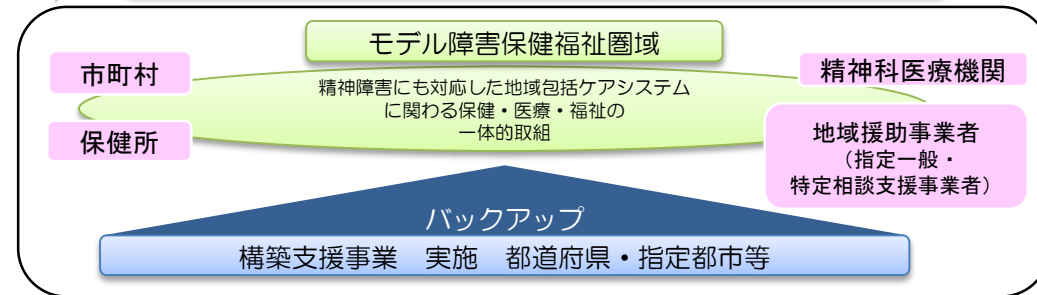 モデル障害保健福祉圏域
市町村
精神科医療機関
精神障害にも対応した地域包括ケアシステム
に関わる保健・医療・福祉の
一体的取組
保健所
地域援助事業者
（指定一般・
特定相談支援事業者）
バックアップ
構築支援事業　実施　都道府県・指定都市等